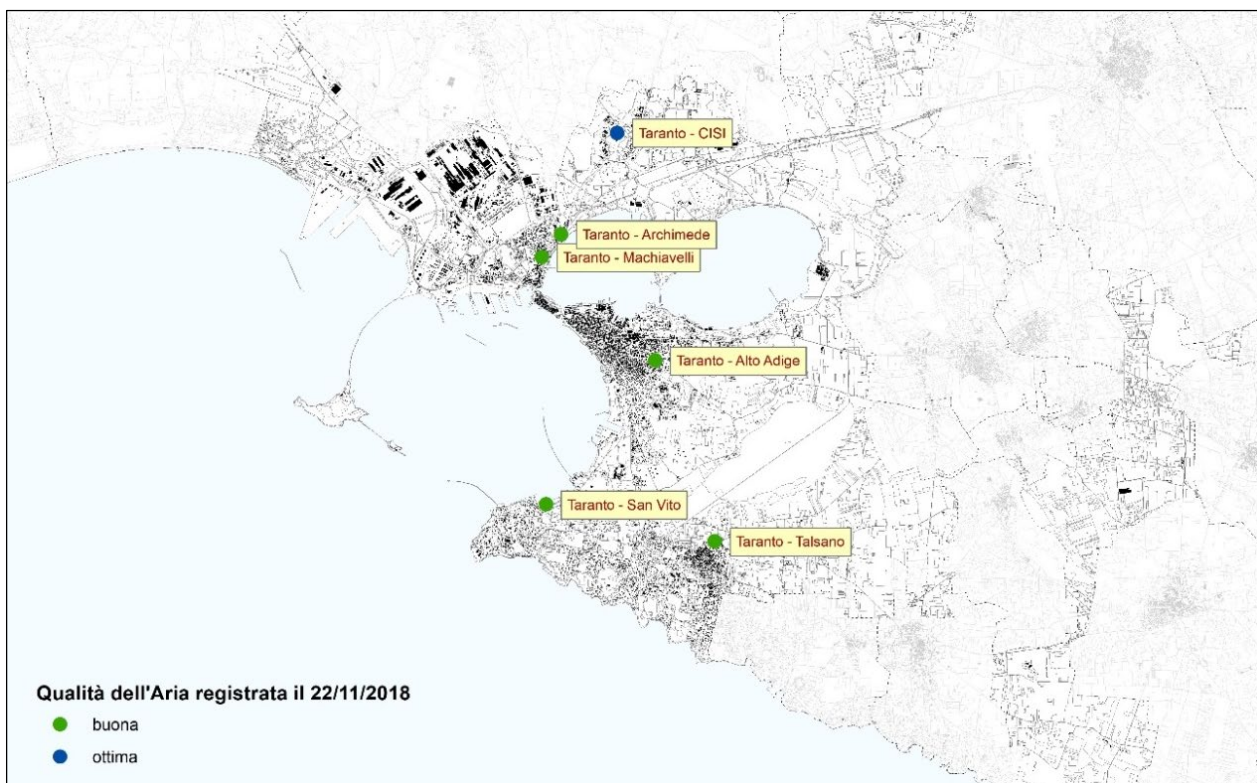 Taranto - CISI
Taranto - Archimede
Taranto - Machiavelli
Taranto - Alto Adige
Taranto - San Vito
Taranto - Talsano
Qualità dell'Aria registrata il 22/11/2018
buona
ottima